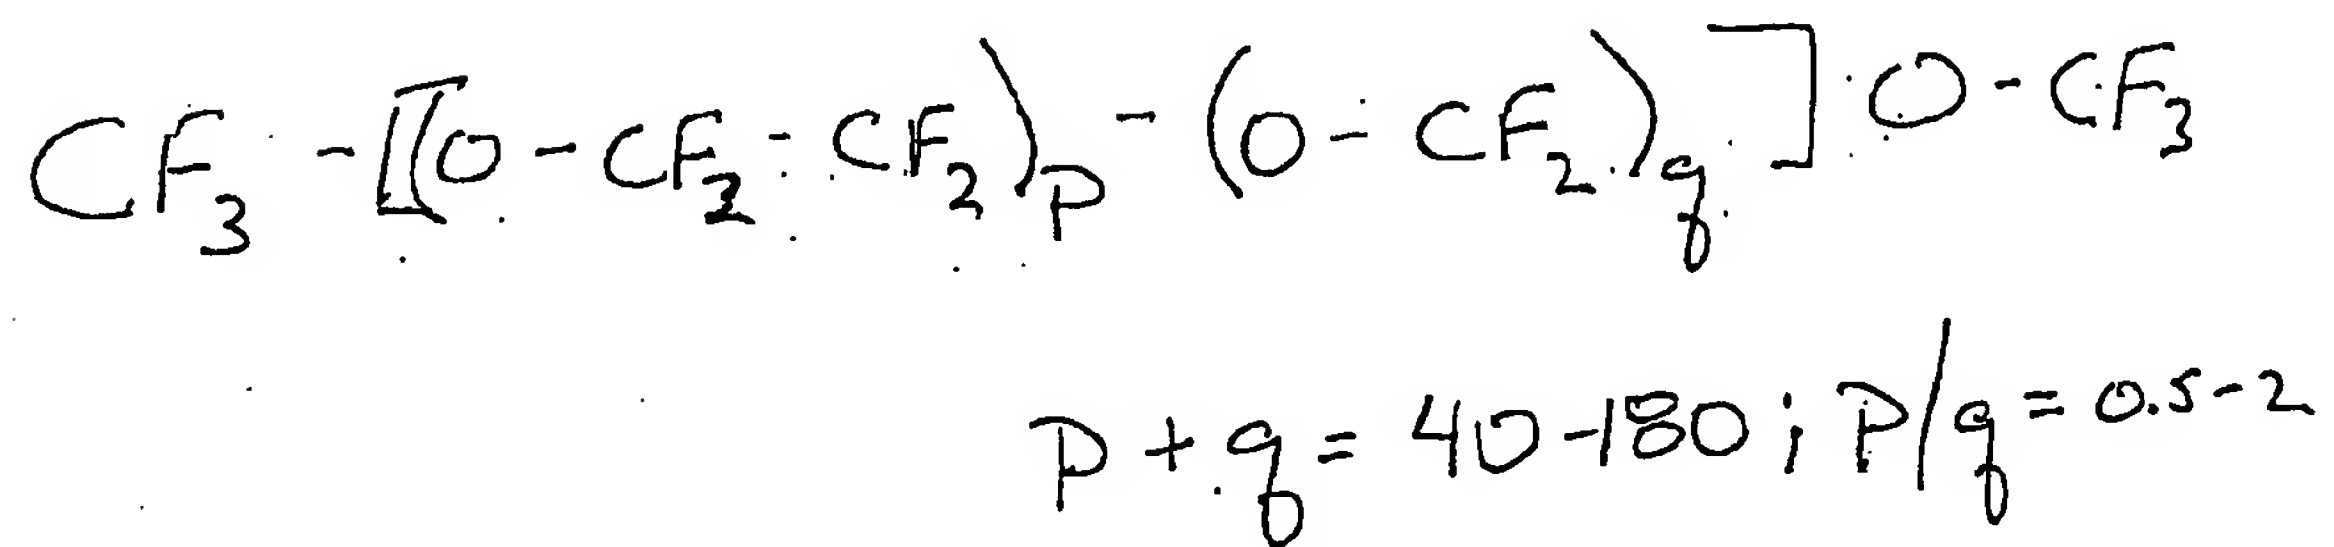 CF₃-[(O-CF₂-CF₂)p-(O-CF₂)q]O-CF₃
P+q=40-180; P/q=0.5-2